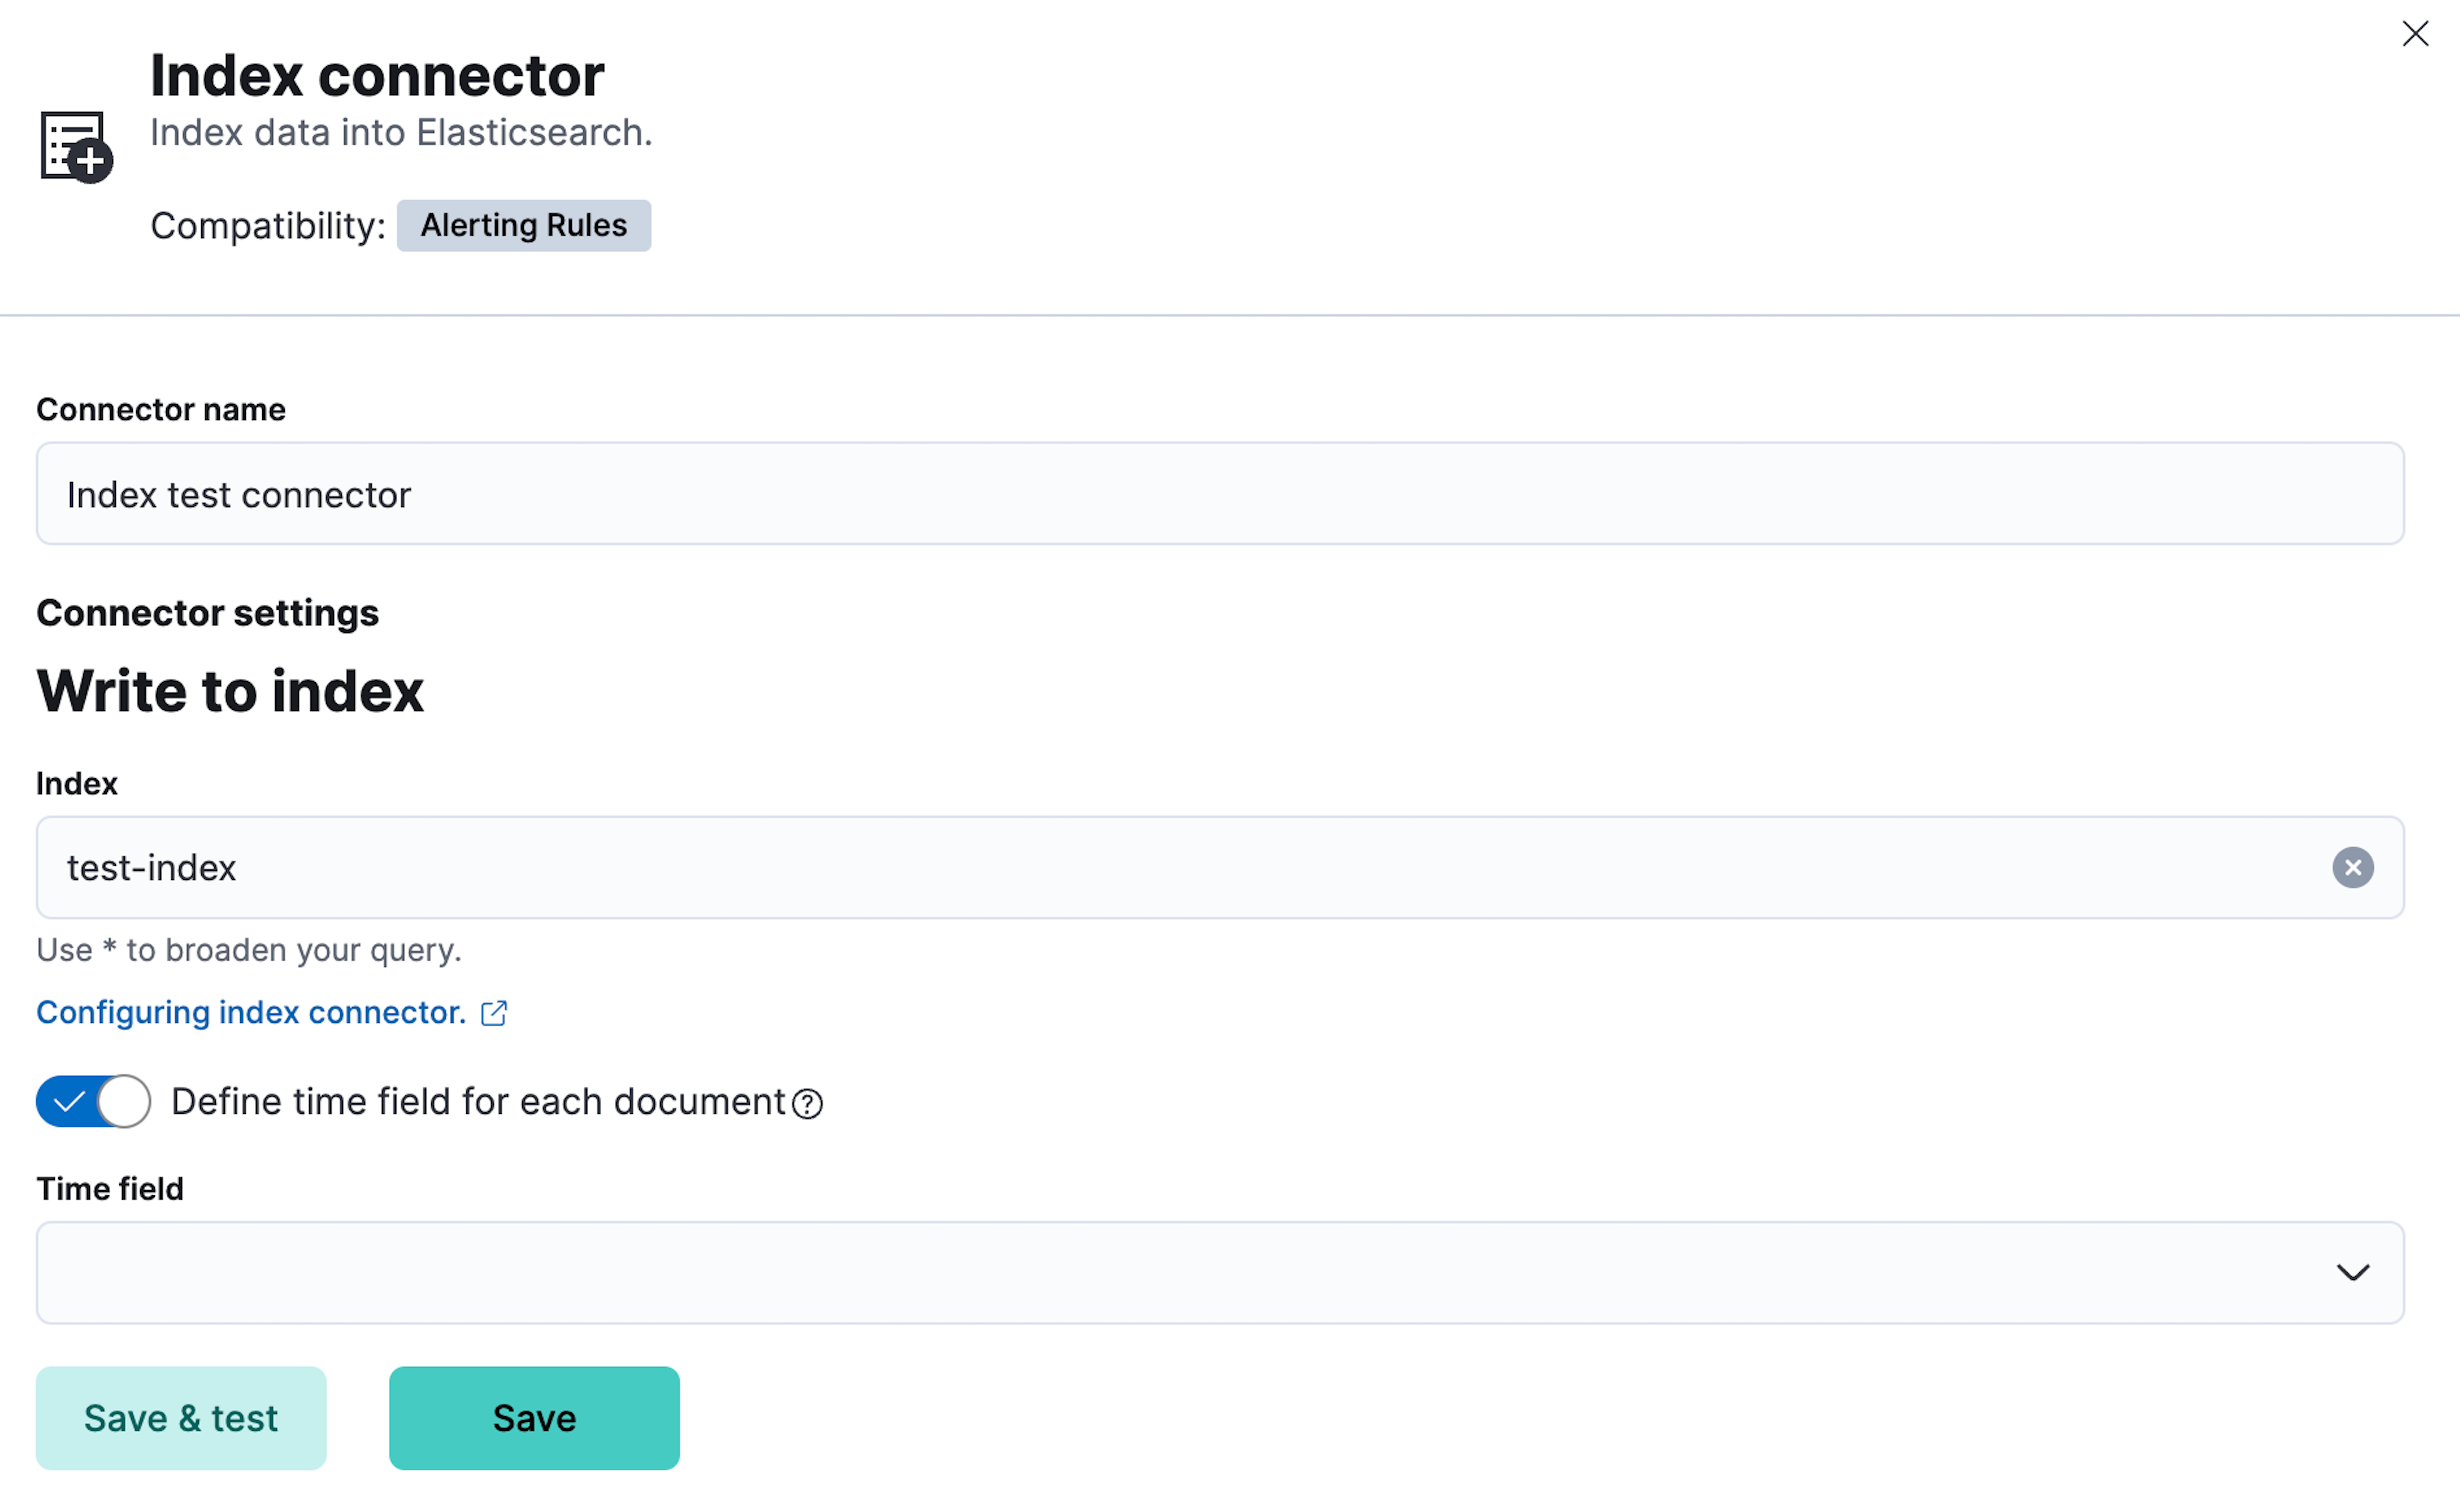 Index connector
Index data into Elasticsearch.
Compatibility: Alerting Rules
Connector name
Index test connector
Connector settings
Write to index
Index
test-index
Use * to broaden your query.
Configuring index connector.
Define time field for each document
Time field
Save & test
Save